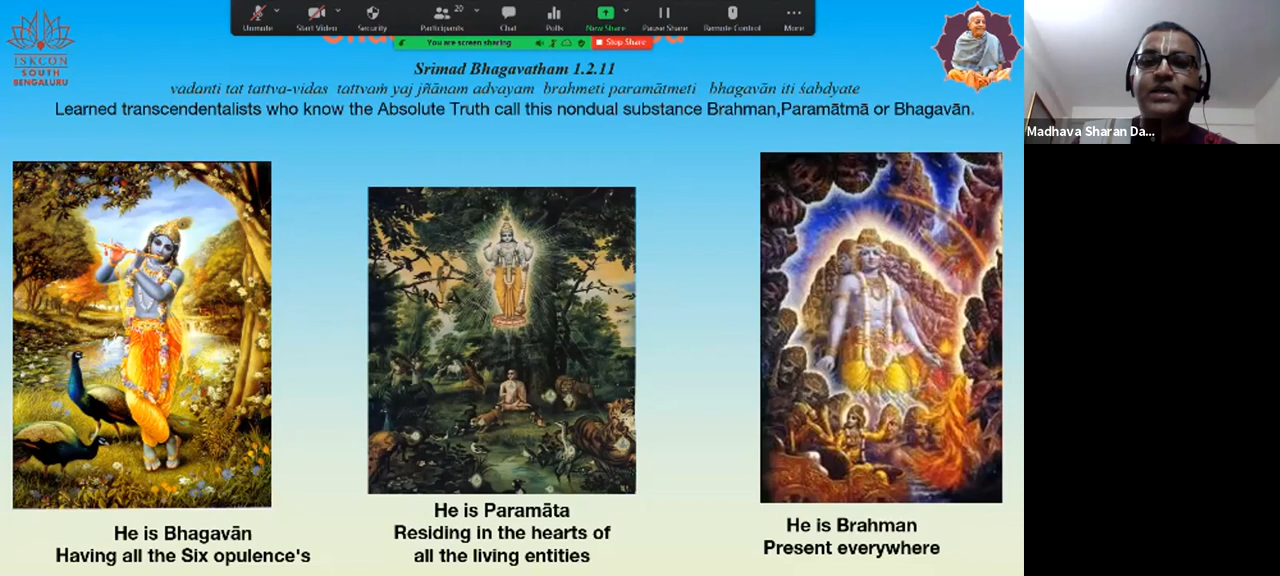 Unmute
Start Video
Security
Participants
20
Chat
Polls
New Share
Pause Share
Remote Control
More
You are screen sharing
Stop Share
ISKCON
SOUTH
BENGALURU
Srimad Bhagavatham 1.2.11
vadanti tat tattva-vidas tattvaṁ yaj jñānam advayam brahmeti paramātmeti bhagavān iti śabdyate
Learned transcendentalists who know the Absolute Truth call this nondual substance Brahman,Paramātmā or Bhagavān.
Madhava Sharan Da...
He is Bhagavān
Having all the Six opulence's
He is Paramāta
Residing in the hearts of
all the living entities
He is Brahman
Present everywhere